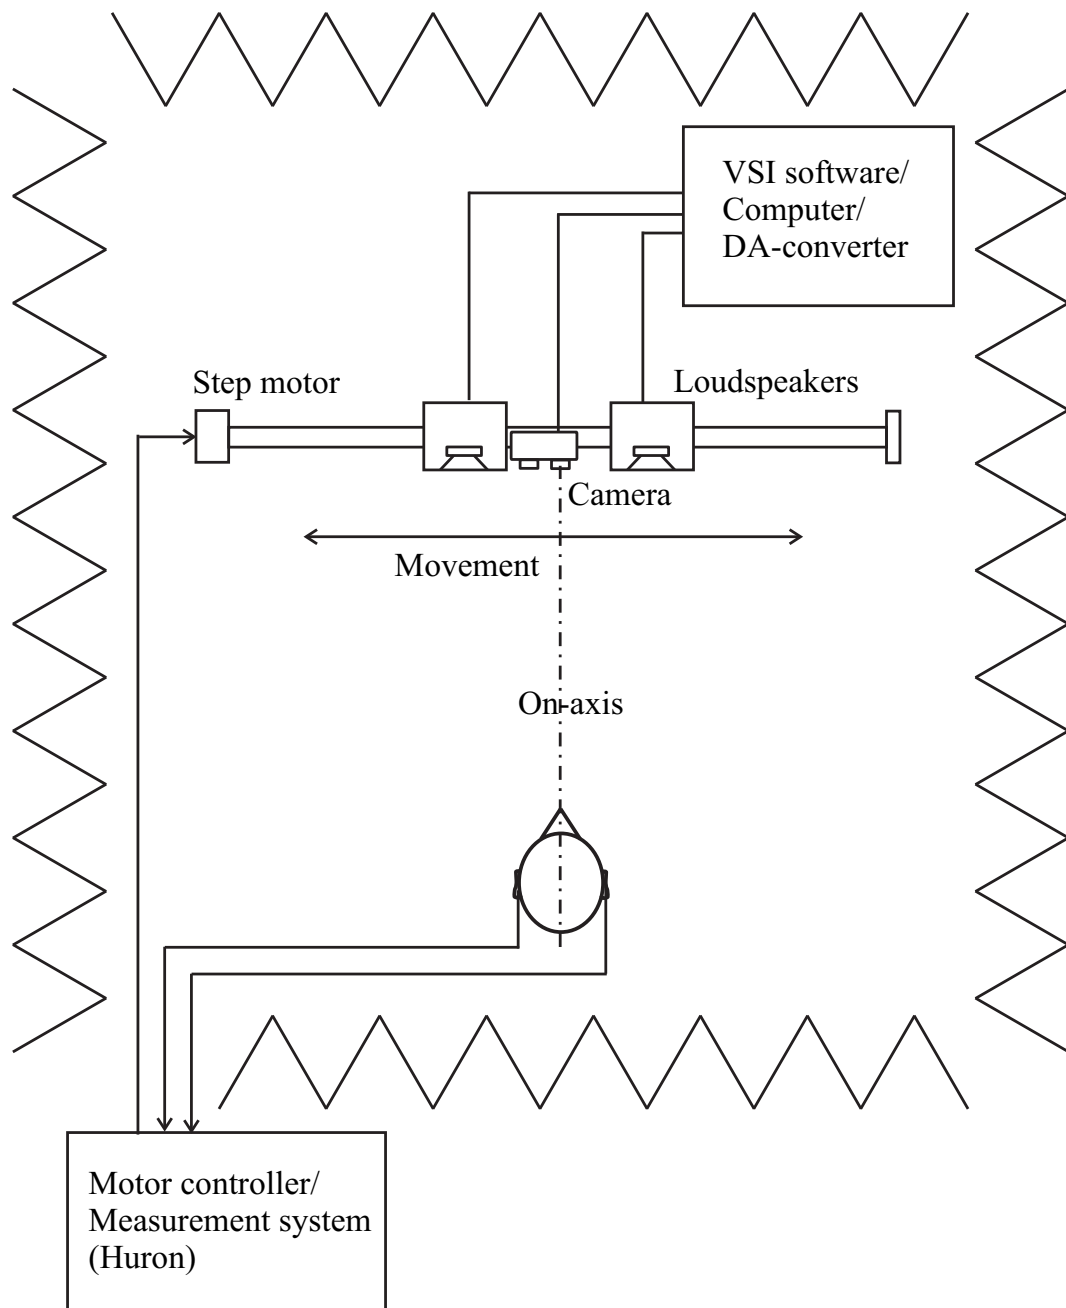 VSI software/
Computer/
DA-converter
Step motor
Loudspeakers
Camera
Movement
On-axis
Motor controller/
Measurement system
(Huron)